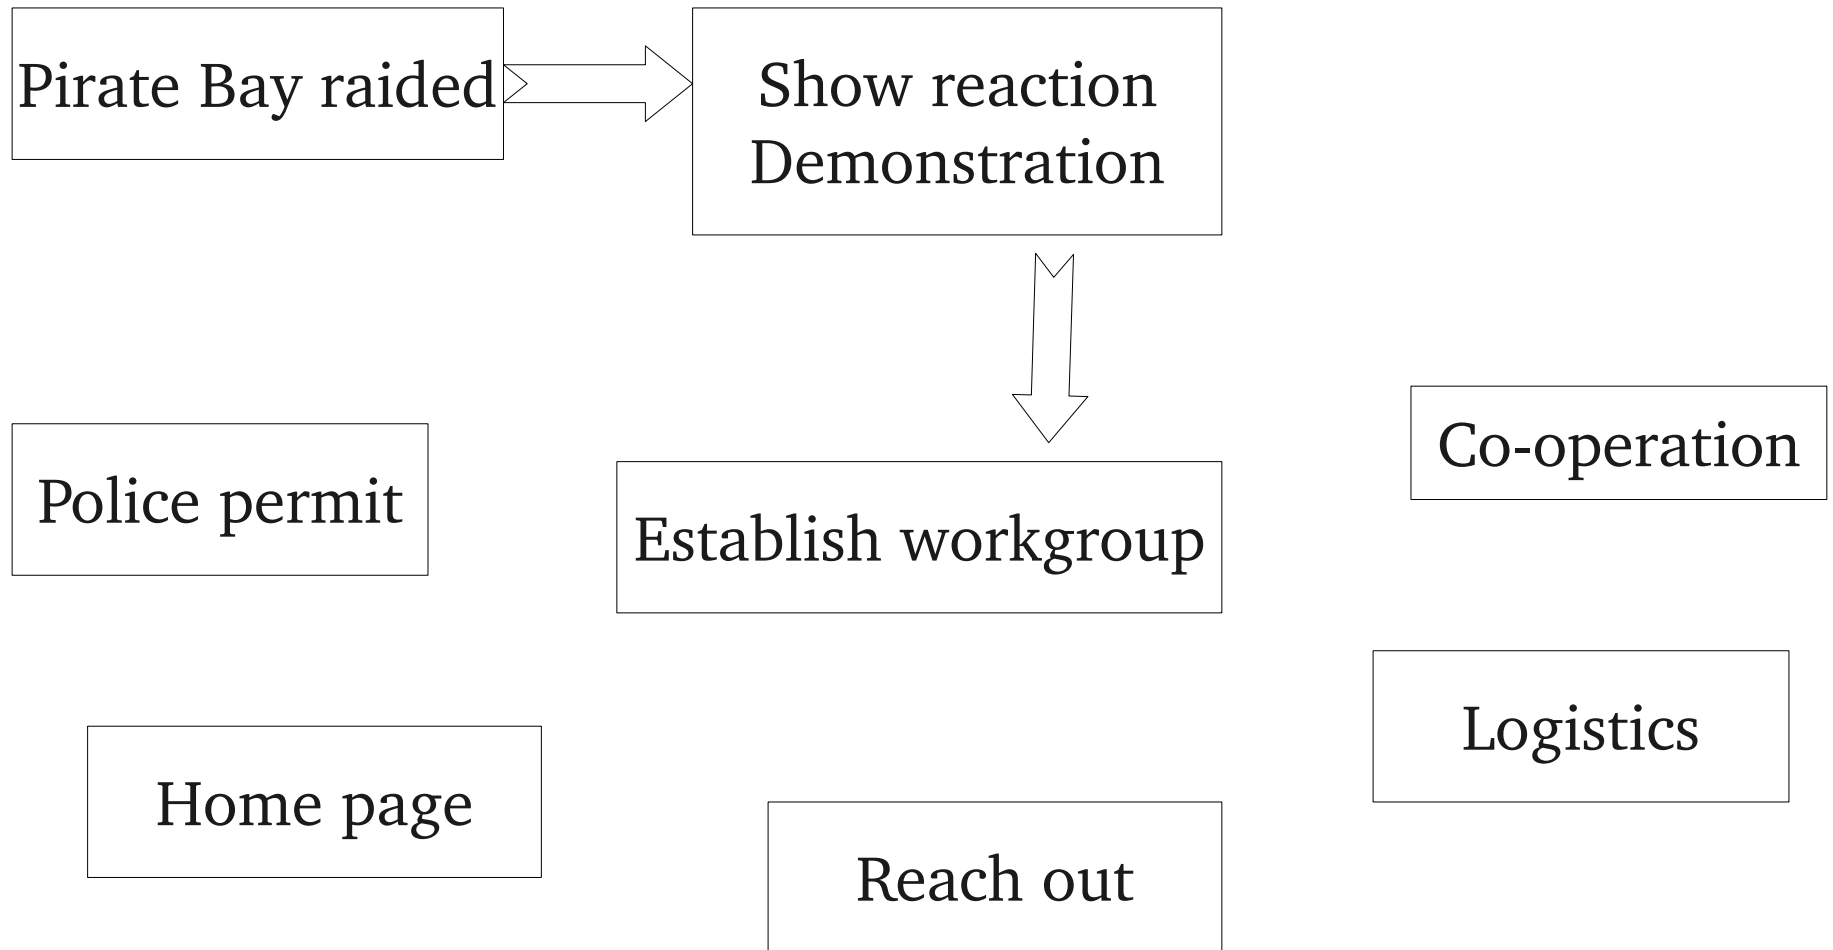 Pirate Bay raided
Show reaction
Demonstration
Co-operation
Police permit
Establish workgroup
Logistics
Home page
Reach out